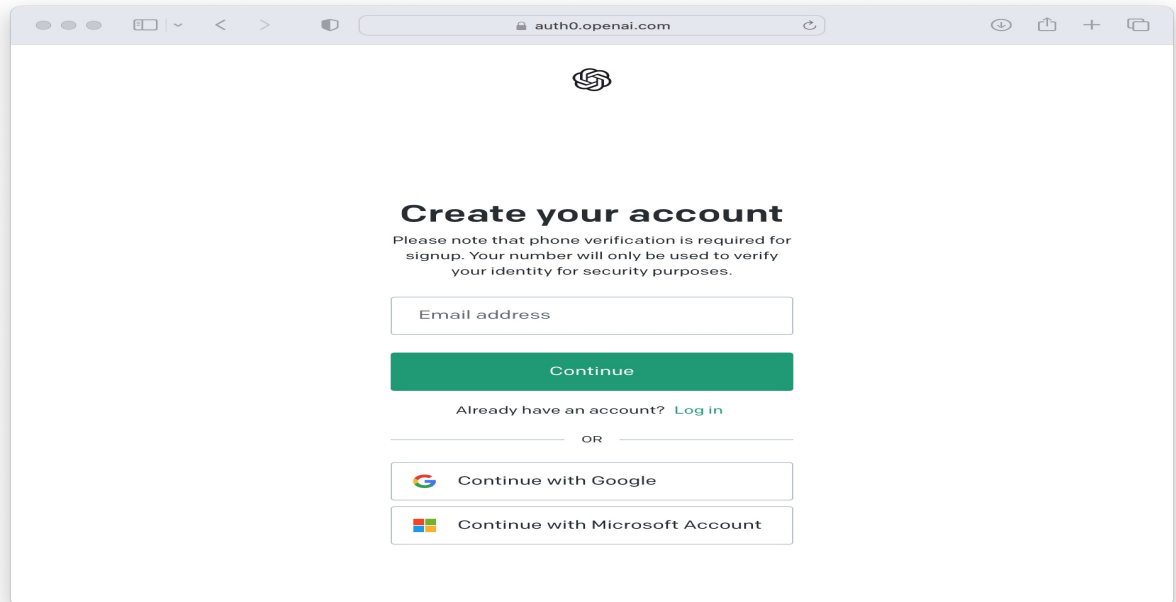 auth0.openai.com
Create your account
Please note that phone verification is required for
signup. Your number will only be used to verify
your identity for security purposes.
Email address
Continue
Already have an account? Log in
OR
Continue with Google
Continue with Microsoft Account